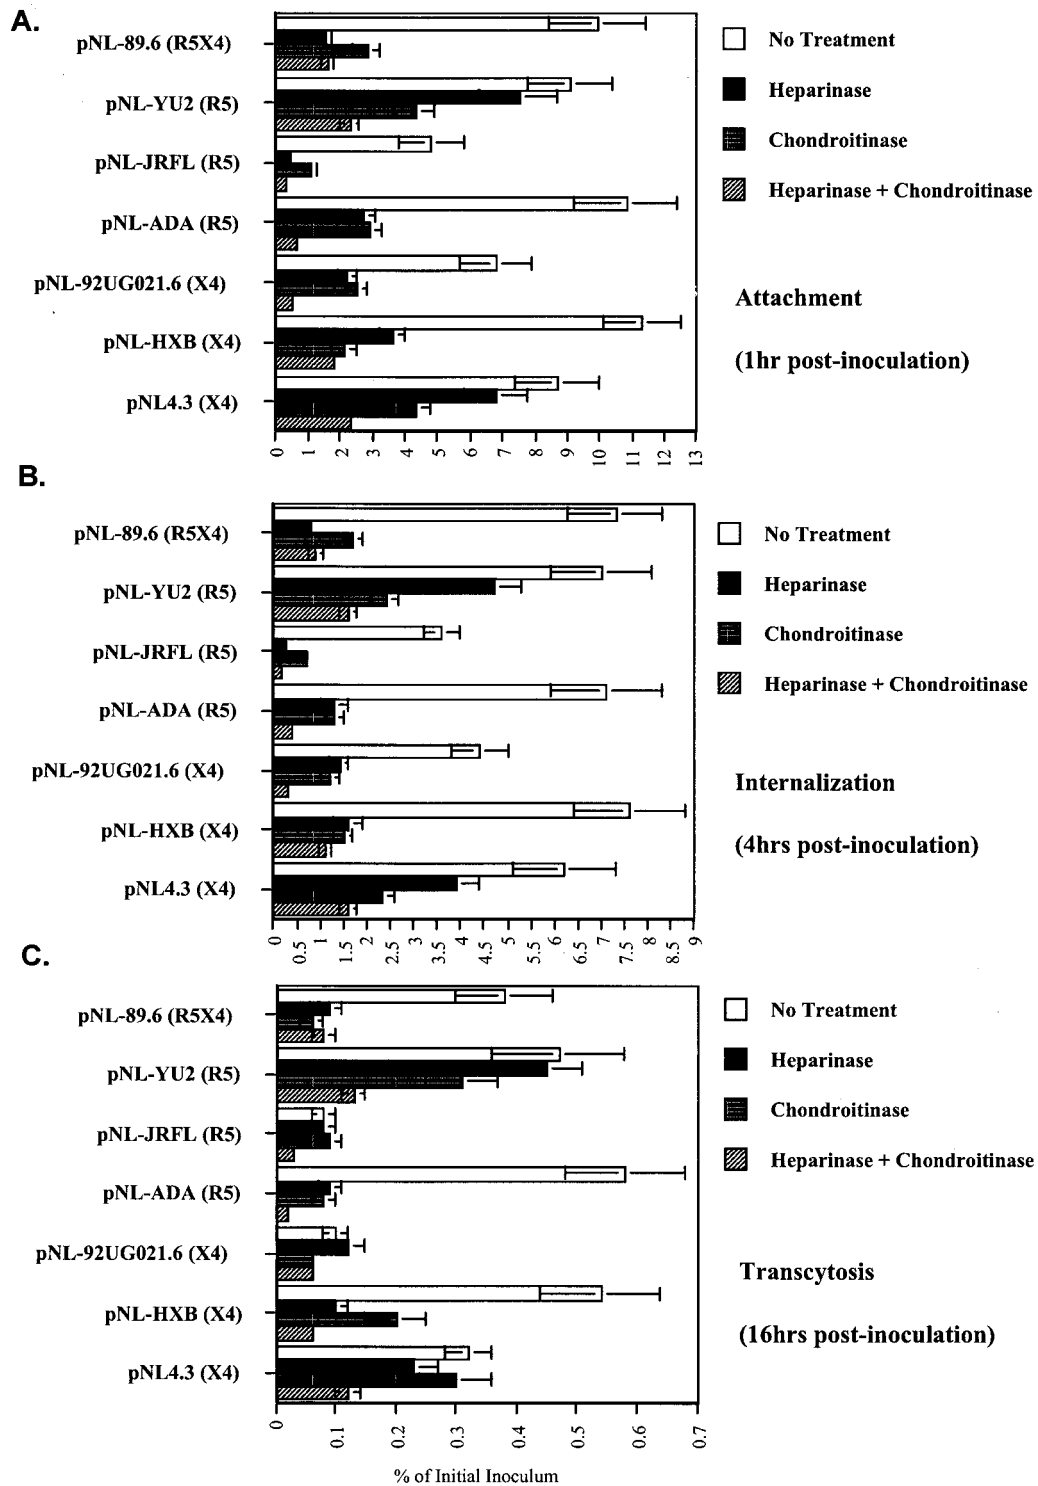 A.
pNL-89.6 (R5X4)
pNL-YU2 (R5)
pNL-JRFL (R5)
pNL-ADA (R5)
pNL-92UG021.6 (X4)
pNL-HXB (X4)
pNL4.3 (X4)
0 1 2 3 4 5 6 7 8 9 10 11 12 13
No Treatment
Heparinase
Chondroitinase
Heparinase + Chondroitinase
Attachment
(1hr post-inoculation)
B.
pNL-89.6 (R5X4)
pNL-YU2 (R5)
pNL-JRFL (R5)
pNL-ADA (R5)
pNL-92UG021.6 (X4)
pNL-HXB (X4)
pNL4.3 (X4)
0 0.5 1 1.5 2 2.5 3 3.5 4 4.5 5 5.5 6 6.5 7 7.5 8 8.5 9
No Treatment
Heparinase
Chondroitinase
Heparinase + Chondroitinase
Internalization
(4hrs post-inoculation)
C.
pNL-89.6 (R5X4)
pNL-YU2 (R5)
pNL-JRFL (R5)
pNL-ADA (R5)
pNL-92UG021.6 (X4)
pNL-HXB (X4)
pNL4.3 (X4)
0 0.1 0.2 0.3 0.4 0.5 0.6 0.7
% of Initial Inoculum
No Treatment
Heparinase
Chondroitinase
Heparinase + Chondroitinase
Transcytosis
(16hrs post-inoculation)